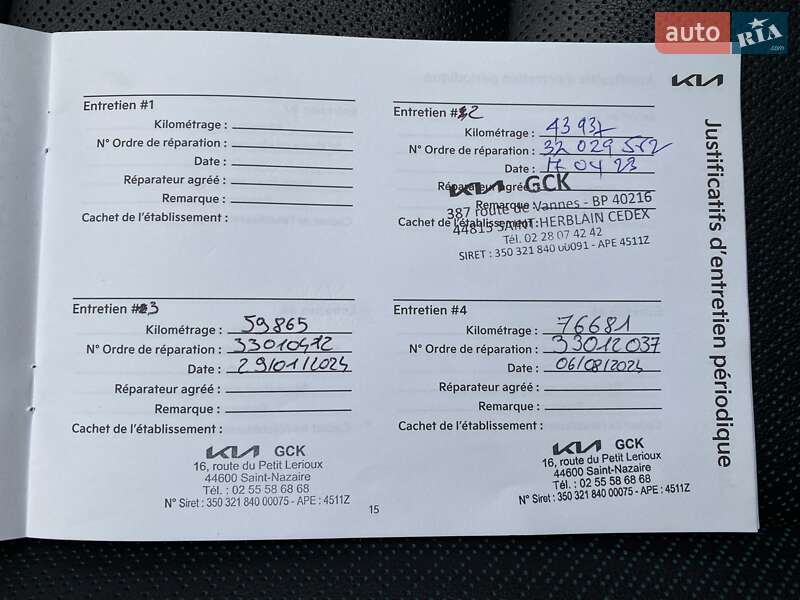 auto RIA .com
KIA
Justificatifs d'entretien périodique
Entretien #1
Kilométrage :
N° Ordre de réparation :
Date :
Réparateur agréé :
Remarque :
Cachet de l'établissement :
Entretien #2
Kilométrage : 43 937
N° Ordre de réparation : 32 029 562
Date : 17 04 23
Réparateur agréé
Remarque
Cachet de l'établissement
KIA GCK
387 route de Vannes - BP 40216
44815 SAINT-HERBLAIN CEDEX
Tél. 02 28 07 42 42
SIRET : 350 321 840 00091 - APE 4511Z
Entretien #3
Kilométrage : 59865
N° Ordre de réparation : 33010412
Date : 29/01/2024
Réparateur agréé :
Remarque :
Cachet de l'établissement :
KIA GCK
16, route du Petit Lerioux
44600 Saint-Nazaire
Tél. : 02 55 58 68 68
N° Siret : 350 321 840 00075 - APE : 4511Z
Entretien #4
Kilométrage : 76681
N° Ordre de réparation : 33012037
Date : 06/08/2024
Réparateur agréé :
Remarque :
Cachet de l'établissement :
KIA GCK
16, route du Petit Lerioux
44600 Saint-Nazaire
Tél. : 02 55 58 68 68
N° Siret : 350 321 840 00075 - APE : 4511Z
15